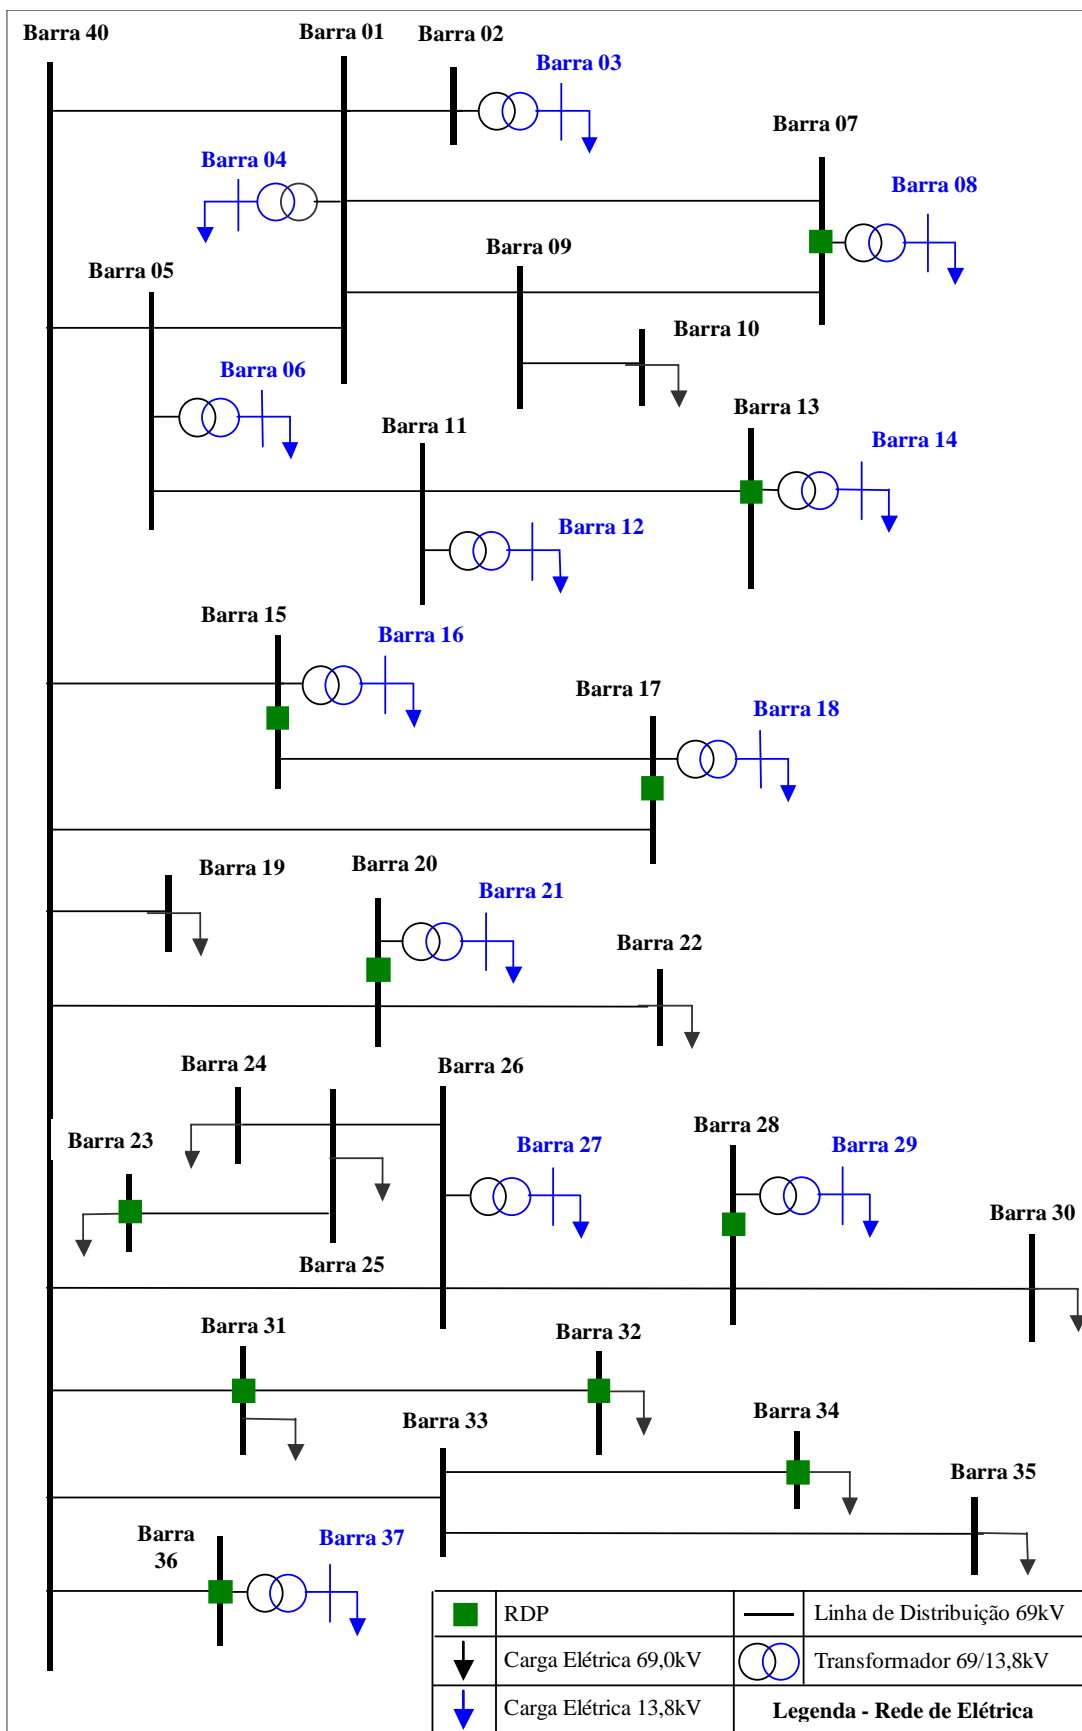 Barra 40
Barra 01
Barra 02
Barra 03
Barra 07
Barra 04
Barra 08
Barra 09
Barra 05
Barra 10
Barra 06
Barra 13
Barra 11
Barra 14
Barra 12
Barra 15
Barra 16
Barra 17
Barra 18
Barra 19
Barra 20
Barra 21
Barra 22
Barra 24
Barra 26
Barra 28
Barra 23
Barra 27
Barra 29
Barra 30
Barra 25
Barra 31
Barra 32
Barra 33
Barra 34
Barra 35
Barra
36
Barra 37
RDP
Linha de Distribuição 69kV
Carga Elétrica 69,0kV
Transformador 69/13,8kV
Carga Elétrica 13,8kV
Legenda - Rede de Elétrica